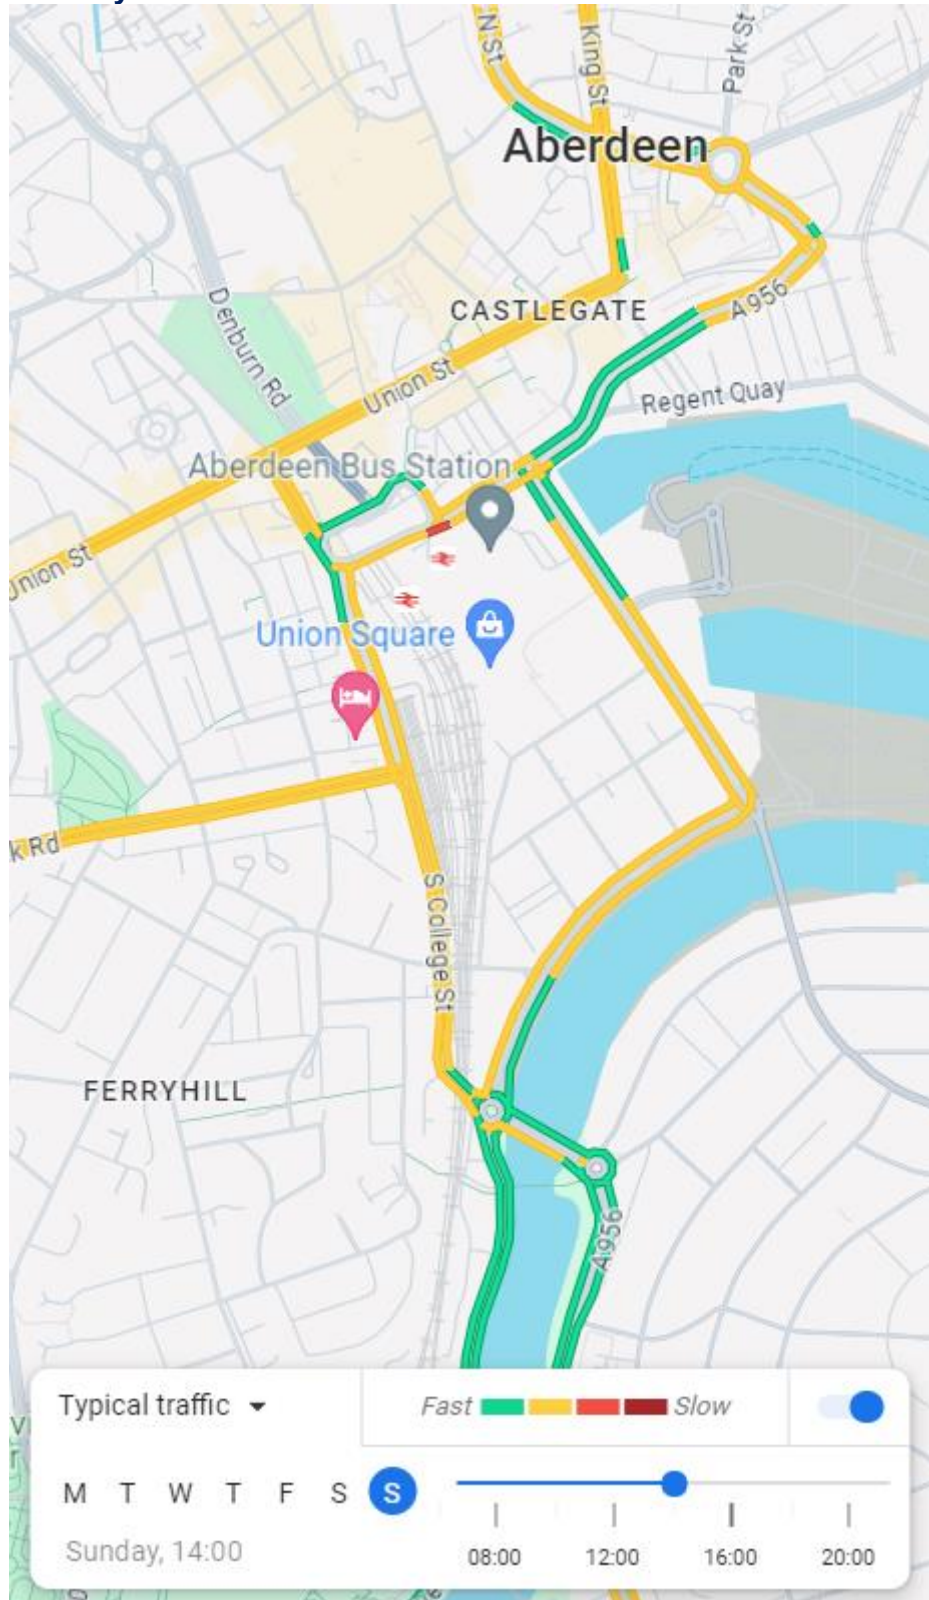 N St
King St
Park St
Aberdeen
CASTLEGATE
A 956
Denburn Rd
Union St
Regent Quay
Aberdeen Bus Station
Union St
Union Square
k Rd
S College St
FERRYHILL
A 956
Typical traffic
Fast
Slow
M T W T F S S
Sunday, 14:00
08:00 12:00 16:00 20:00